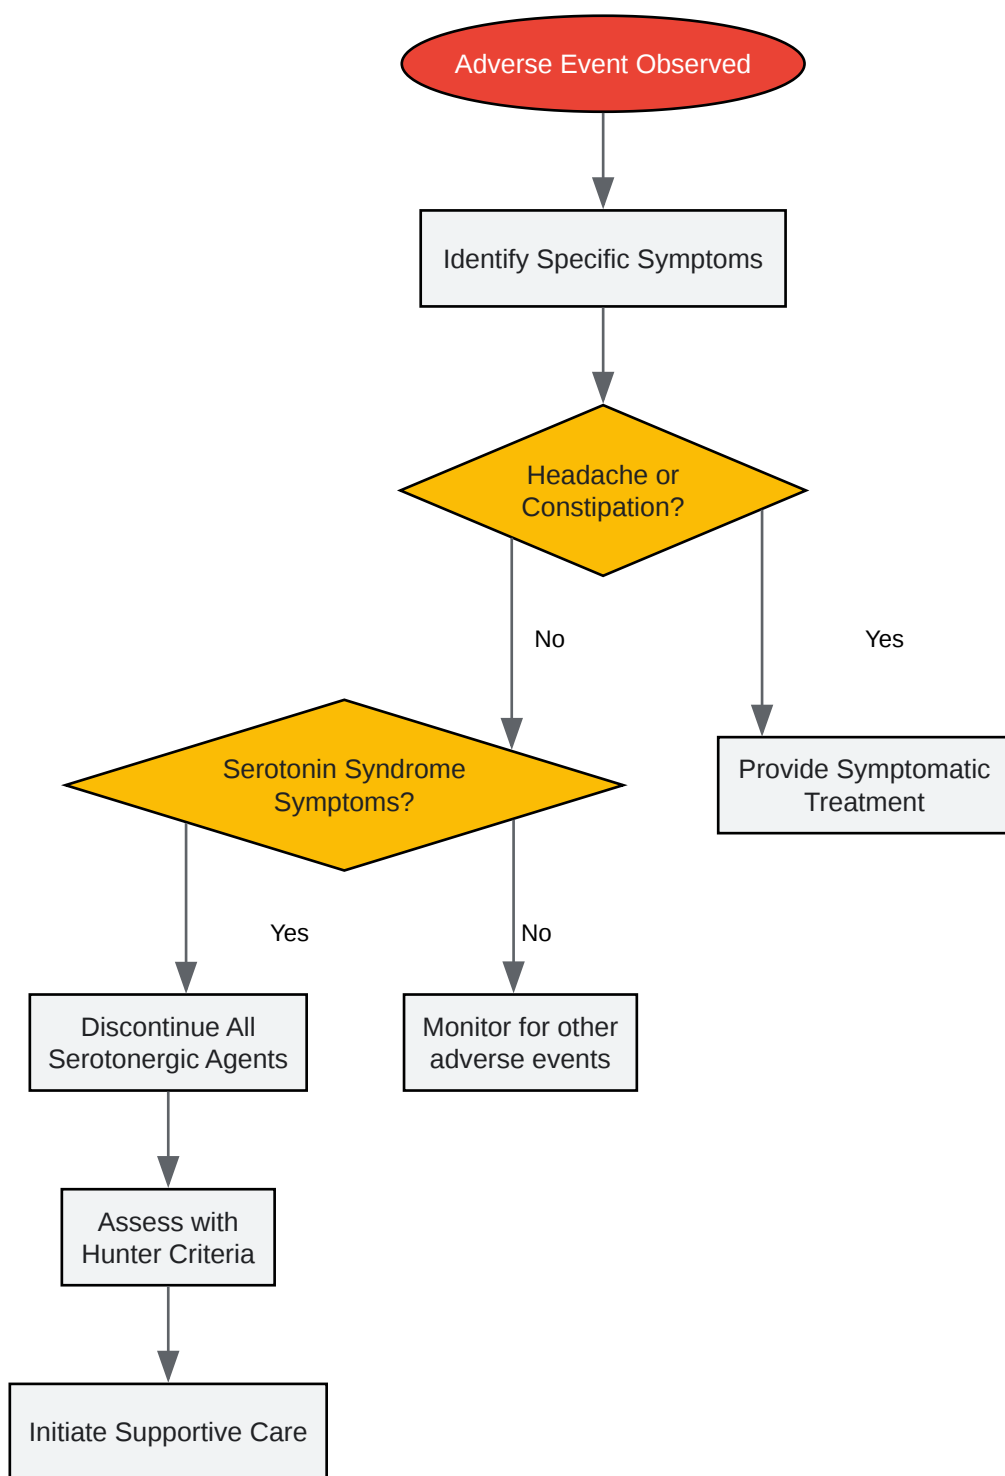 Adverse Event Observed
Identify Specific Symptoms
Headache or
Constipation?
No
Yes
Serotonin Syndrome
Symptoms?
Provide Symptomatic
Treatment
Yes
No
Discontinue All
Serotonergic Agents
Monitor for other
adverse events
Assess with
Hunter Criteria
Initiate Supportive Care